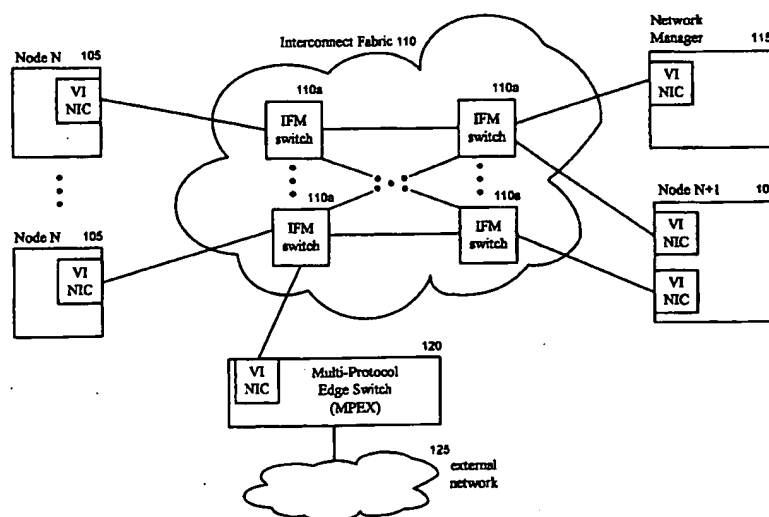 Node N 105
VI
NIC
Interconnect Fabric 110
110a
IFM
switch
110a
IFM
switch
Network
Manager
115
VI
NIC
Node N 105
VI
NIC
110a
IFM
switch
110a
IFM
switch
Node N+1
VI
NIC
VI
NIC
120
VI
NIC
Multi-Protocol
Edge Switch
(MPEX)
125
external
network